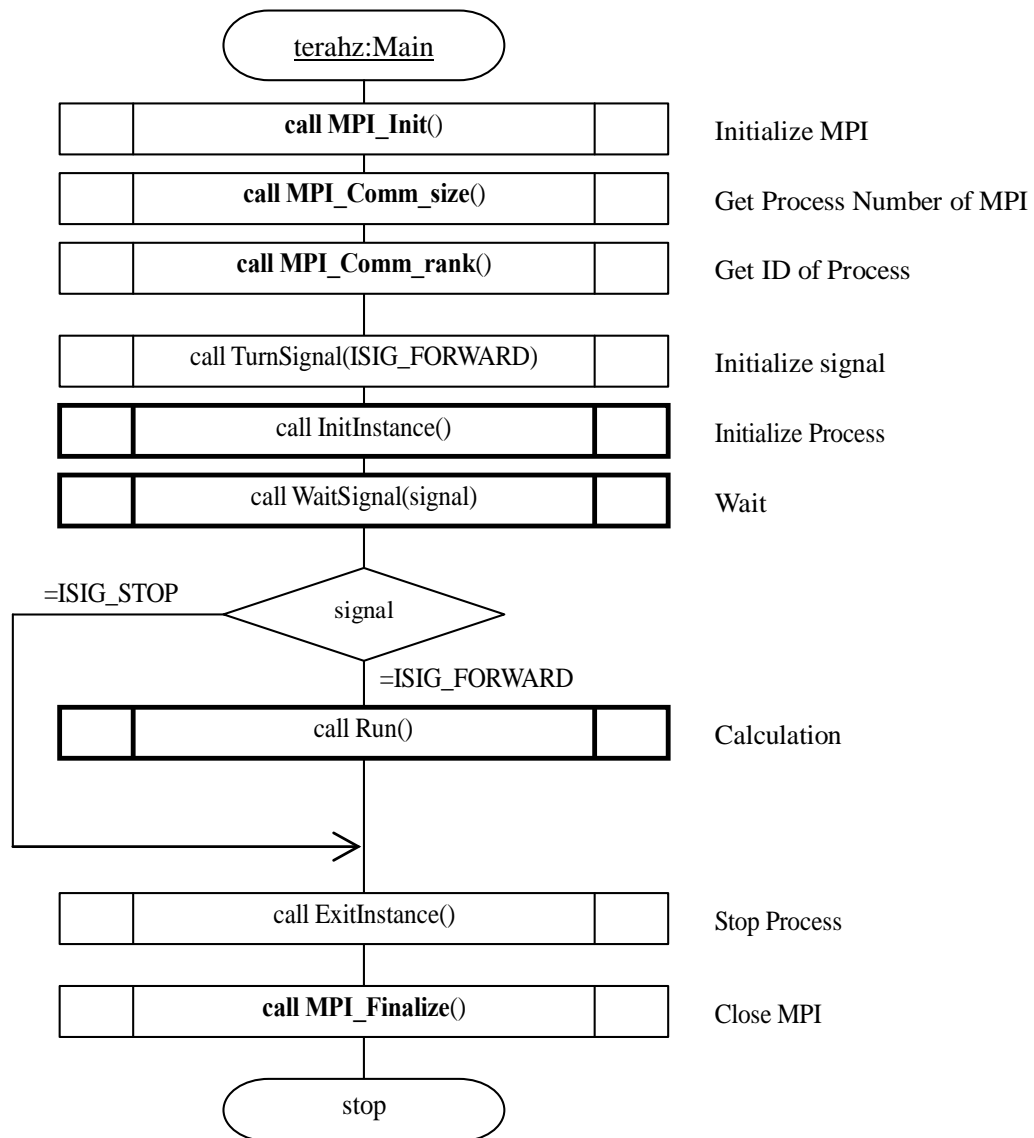 terahz:Main
call MPI_Init()
Initialize MPI
call MPI_Comm_size()
Get Process Number of MPI
call MPI_Comm_rank()
Get ID of Process
call TurnSignal(ISIG_FORWARD)
Initialize signal
call InitInstance()
Initialize Process
call WaitSignal(signal)
Wait
=ISIG_STOP
signal
=ISIG_FORWARD
call Run()
Calculation
call ExitInstance()
Stop Process
call MPI_Finalize()
Close MPI
stop